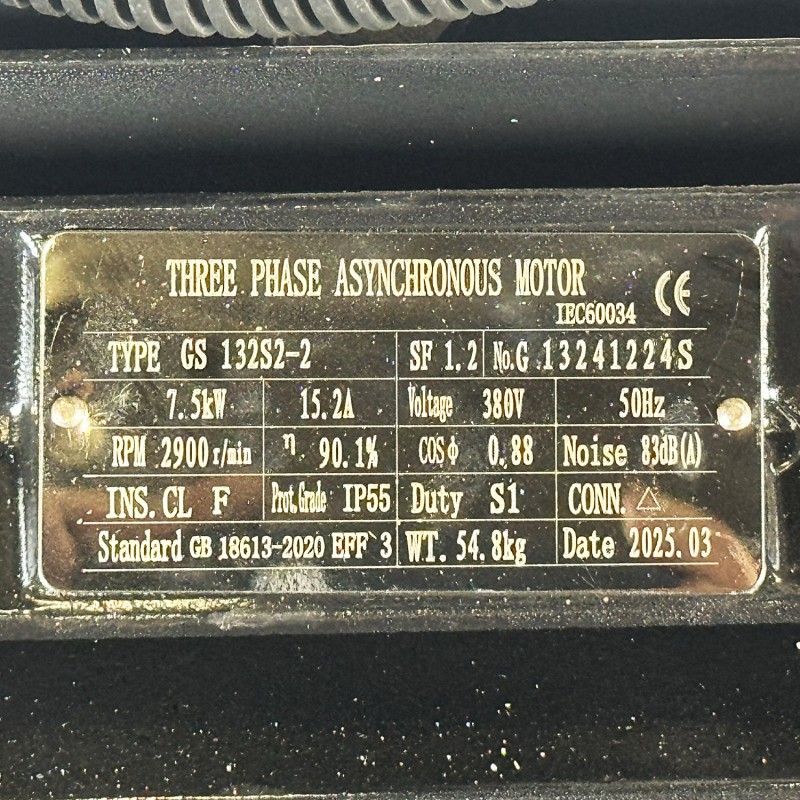 THREE PHASE ASYNCHRONOUS MOTOR CE
IEC60034
TYPE GS 132S2-2 SF 1.2 No.G 13241224S
7.5kW 15.2A Voltage 380V 50Hz
RPM 2900 r/min η 90.1% COSϕ 0.88 Noise 83dB(A)
INS.CL F Prot.Grade IP55 Duty S1 CONN. △
Standard GB 18613-2020 EFF 3 WT. 54.8kg Date 2025.03